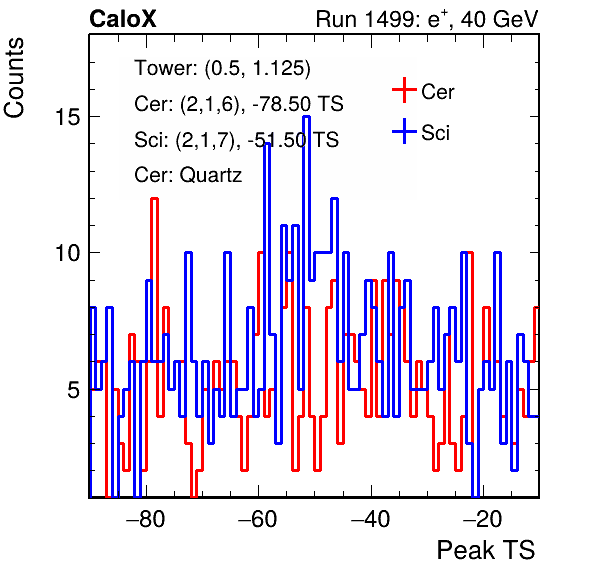 CaloX Run 1499: e⁺, 40 GeV
Counts
Tower: (0.5, 1.125)
Cer: (2,1,6), -78.50 TS
Sci: (2,1,7), -51.50 TS
Cer: Quartz
Cer
Sci
15
10
5
−80 −60 −40 −20
Peak TS